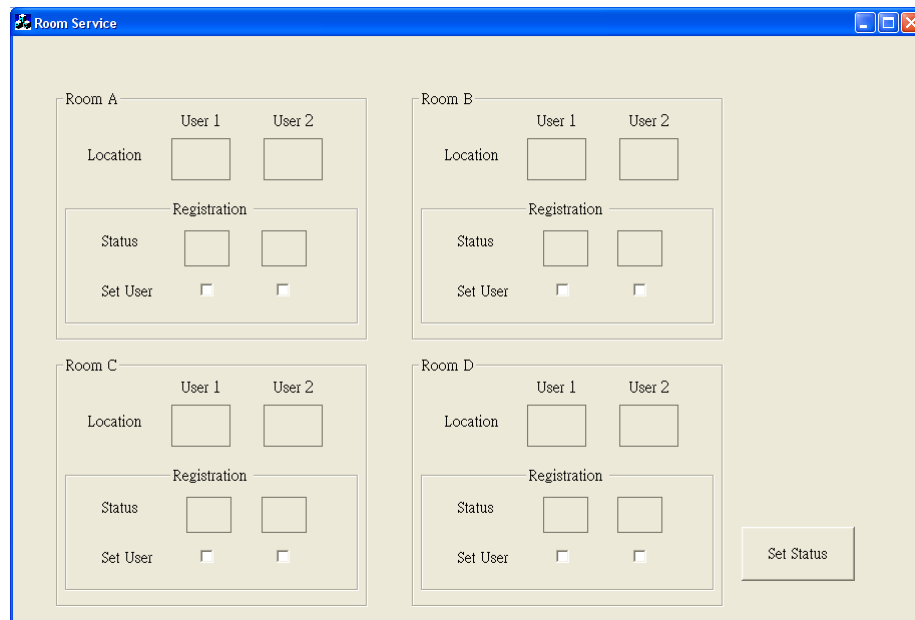 Room Service
Room A
User 1 User 2
Location
Registration
Status
Set User
Room B
User 1 User 2
Location
Registration
Status
Set User
Room C
User 1 User 2
Location
Registration
Status
Set User
Room D
User 1 User 2
Location
Registration
Status
Set User
Set Status